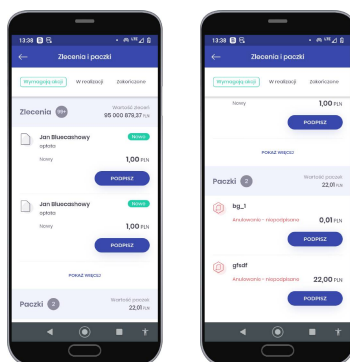 13:38
Zlecenia i paczki
Wymagają akcji W realizacji Zakończone
Zlecenia 99+ Wartość zleceń
95 000 879,37 PLN
Jan Bluecashowy Nowe
opłata
Nowy 1,00 PLN
PODPISZ
Jan Bluecashowy Nowe
opłata
Nowy 1,00 PLN
PODPISZ
POKAŻ WIĘCEJ
Paczki 2 Wartość paczek
22,01 PLN
13:38
Zlecenia i paczki
Wymagają akcji W realizacji Zakończone
Nowy 1,00 PLN
PODPISZ
POKAŻ WIĘCEJ
Paczki 2 Wartość paczek
22,01 PLN
bg_1
Anulowanie - niepodpisane 0,01 PLN
PODPISZ
gfsdf
Anulowanie - niepodpisane 22,00 PLN
PODPISZ